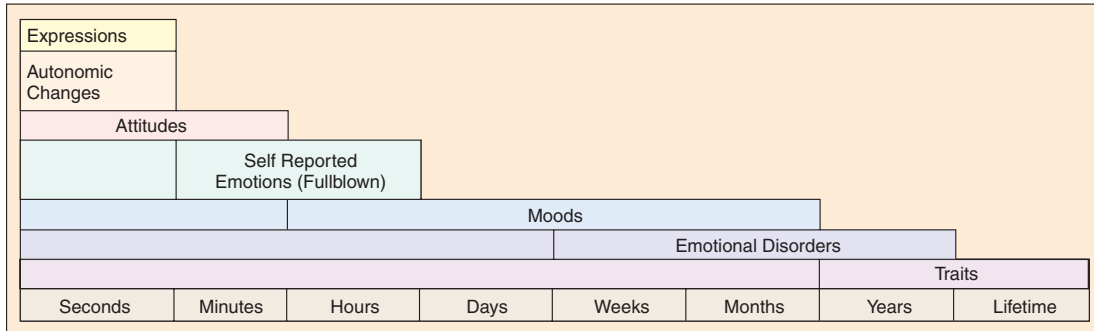 Expressions
Autonomic
Changes
Attitudes
Self Reported
Emotions (Fullblown)
Moods
Emotional Disorders
Traits
Seconds
Minutes
Hours
Days
Weeks
Months
Years
Lifetime